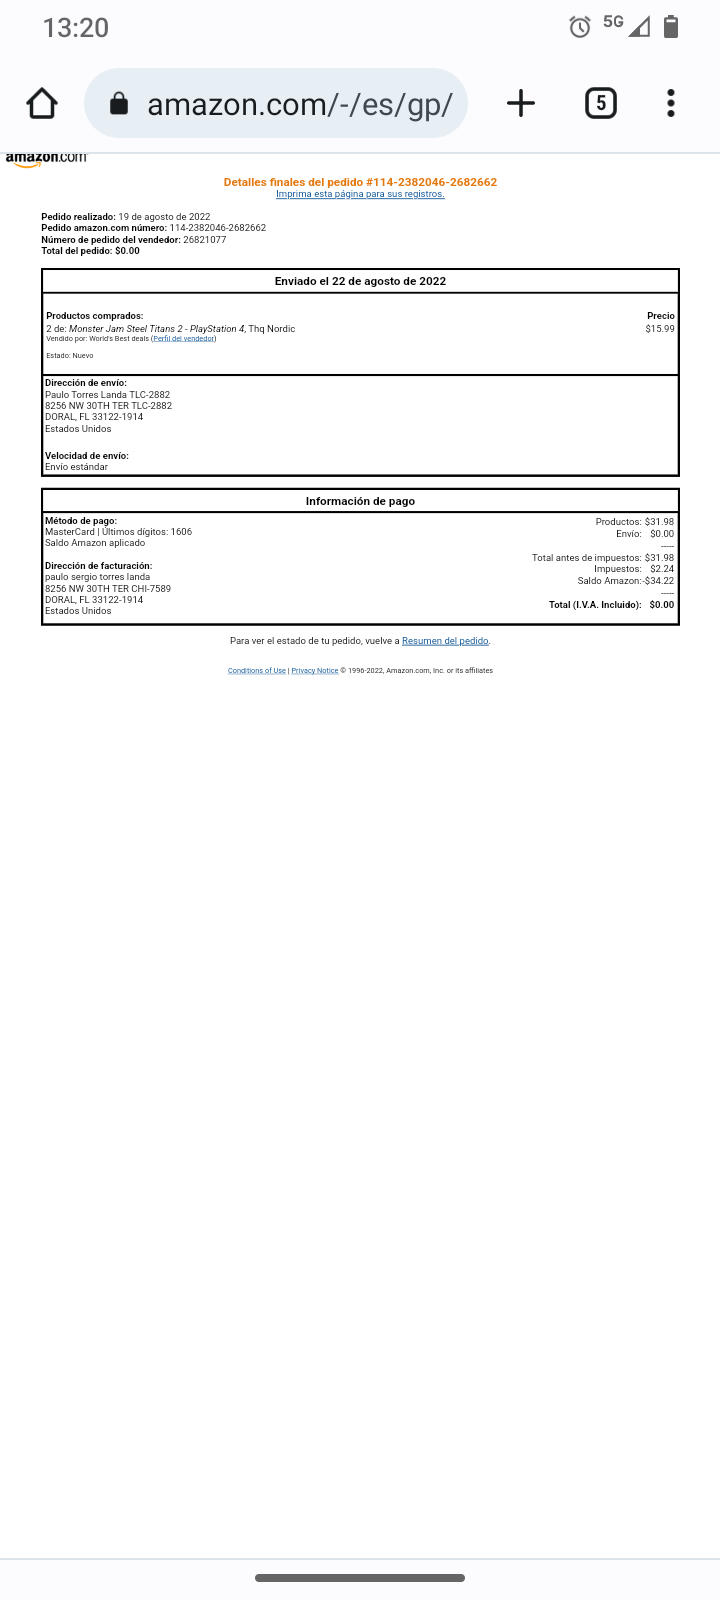 13:20
5G
amazon.com/-/es/gp/
5
amazon.com
Detalles finales del pedido #114-2382046-2682662
Imprima esta página para sus registros.
Pedido realizado: 19 de agosto de 2022
Pedido amazon.com número: 114-2382046-2682662
Número de pedido del vendedor: 26821077
Total del pedido: $0.00
Enviado el 22 de agosto de 2022
Productos comprados: Precio
2 de: Monster Jam Steel Titans 2 - PlayStation 4, Thq Nordic $15.99
Vendido por: World's Best deals (Perfil del vendedor)
Estado: Nuevo
Dirección de envío:
Paulo Torres Landa TLC-2882
8256 NW 30TH TER TLC-2882
DORAL, FL 33122-1914
Estados Unidos
Velocidad de envío:
Envío estándar
Información de pago
Método de pago:
MasterCard | Últimos dígitos: 1606
Saldo Amazon aplicado
Dirección de facturación:
paulo sergio torres landa
8256 NW 30TH TER CHI-7589
DORAL, FL 33122-1914
Estados Unidos
Productos: $31.98
Envío: $0.00
-----
Total antes de impuestos: $31.98
Impuestos: $2.24
Saldo Amazon: -$34.22
-----
Total (I.V.A. Incluido): $0.00
Para ver el estado de tu pedido, vuelve a Resumen del pedido.
Conditions of Use | Privacy Notice © 1996-2022, Amazon.com, Inc. or its affiliates